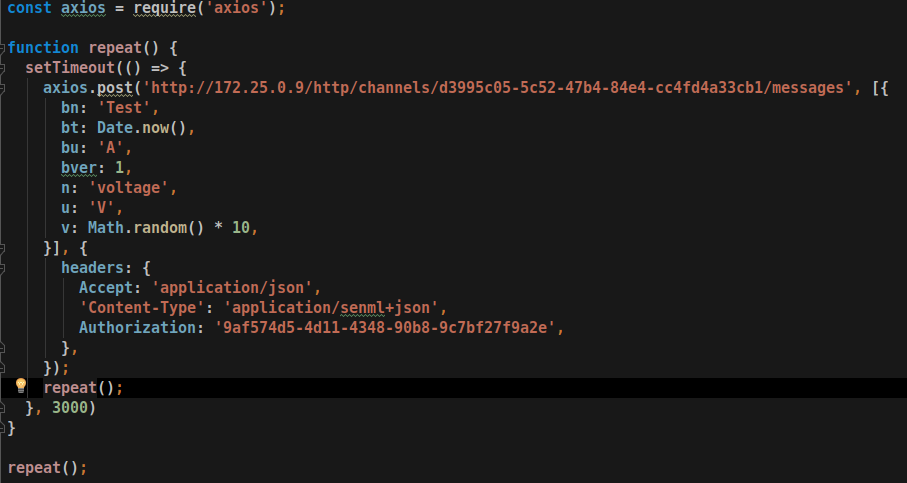 const axios = require('axios');

function repeat() {
  setTimeout(() => {
    axios.post('http://172.25.0.9/http/channels/d3995c05-5c52-47b4-84e4-cc4fd4a33cb1/messages', [{
      bn: 'Test',
      bt: Date.now(),
      bu: 'A',
      bver: 1,
      n: 'voltage',
      u: 'V',
      v: Math.random() * 10,
    }], {
      headers: {
        Accept: 'application/json',
        'Content-Type': 'application/senml+json',
        Authorization: '9af574d5-4d11-4348-90b8-9c7bf27f9a2e',
      },
    });
    repeat();
  }, 3000)
}

repeat();